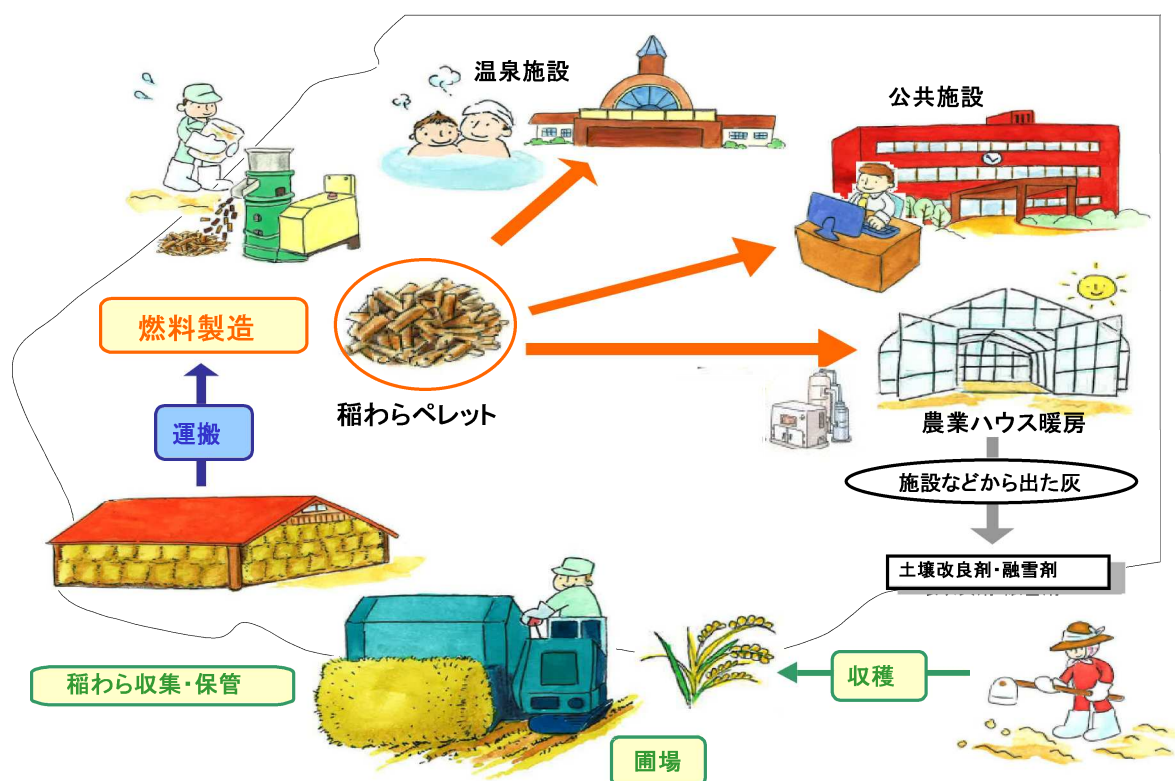 温泉施設
公共施設
燃料製造
稲わらペレット
運搬
農業ハウス暖房
施設などから出た灰
土壌改良剤・融雪剤
稲わら収集・保管
収穫
圃場